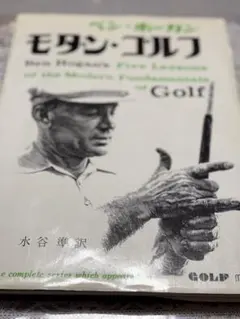 ベン・ホーガン
モダン・ゴルフ
Ben Hogan's Five Lessons
of the Modern Fundamentals
of Golf
水谷準訳
e complete series which appeare
GOLF